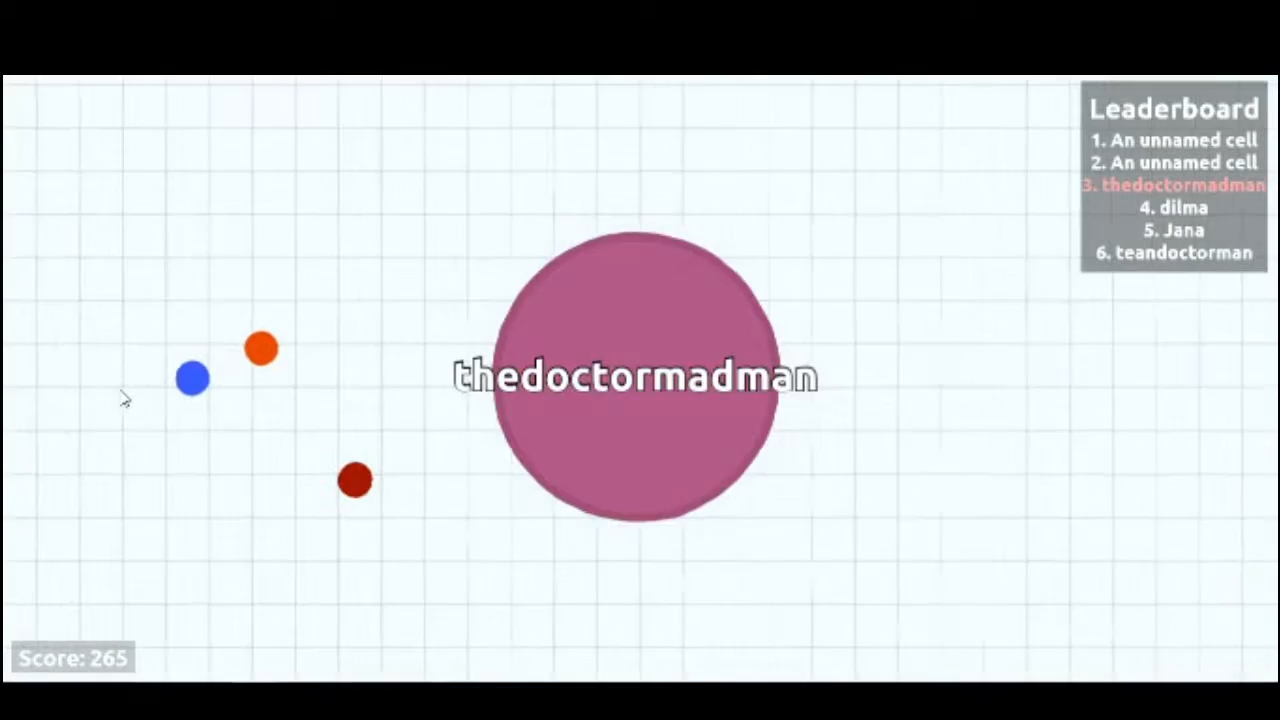 Leaderboard
1. An unnamed cell
2. An unnamed cell
3. thedoctormadman
4. dilma
5. Jana
6. teandoctorman
thedoctormadman
Score: 265